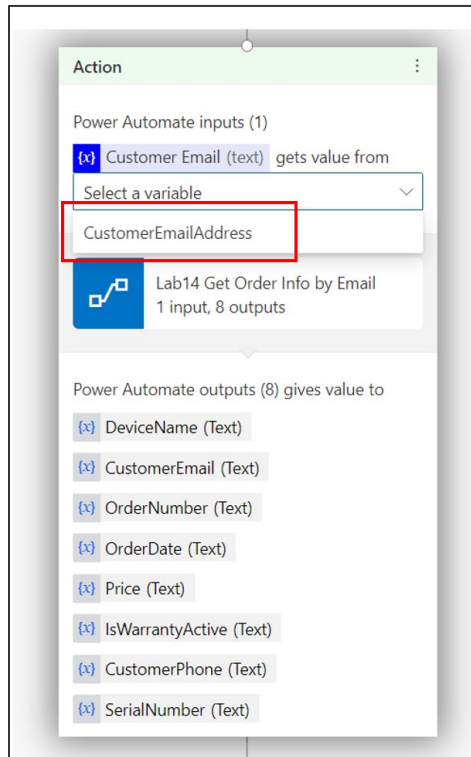 Action
Power Automate inputs (1)
{x} Customer Email (text) gets value from
Select a variable
CustomerEmailAddress
Lab14 Get Order Info by Email
1 input, 8 outputs
Power Automate outputs (8) gives value to
{x} DeviceName (Text)
{x} CustomerEmail (Text)
{x} OrderNumber (Text)
{x} OrderDate (Text)
{x} Price (Text)
{x} IsWarrantyActive (Text)
{x} CustomerPhone (Text)
{x} SerialNumber (Text)